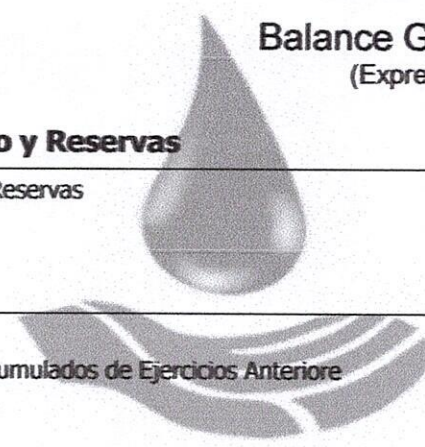 Balance G
(Expre
o y Reservas
Reservas
umulados de Ejercicios Anteriore